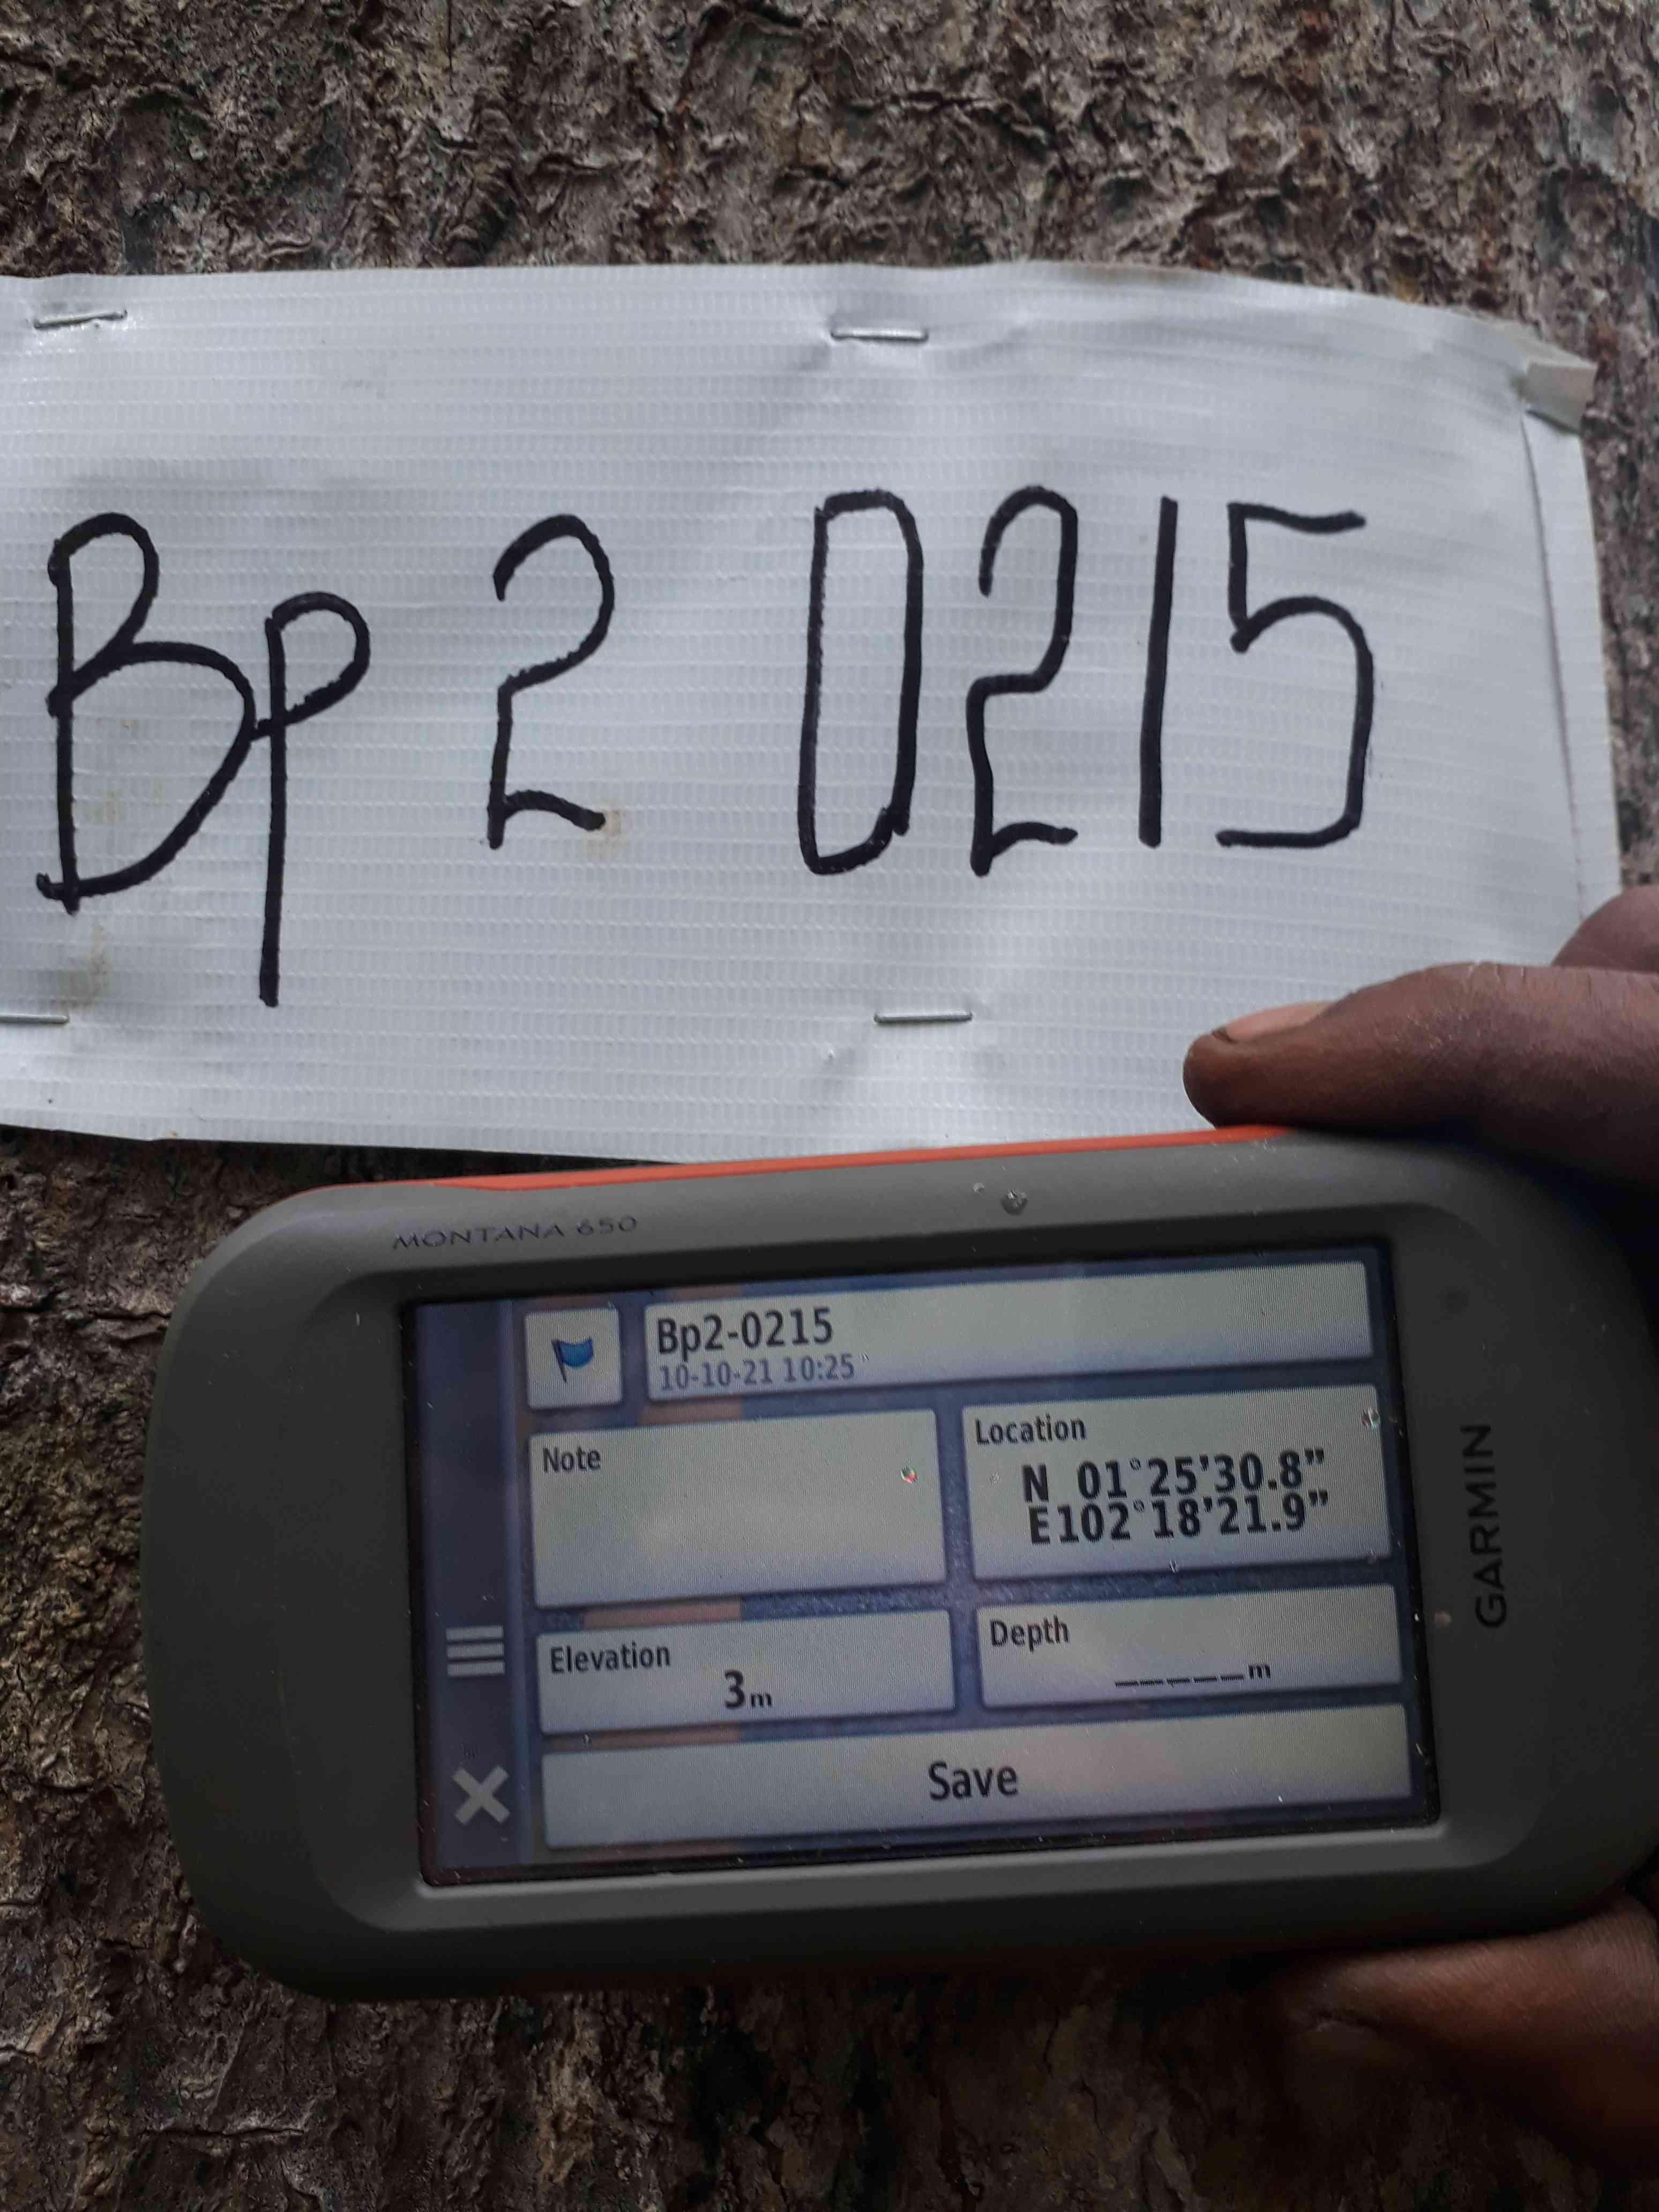 Bp 2 0215
MONTANA 650
Bp2-0215
10-10-21 10:25
Note
Location
N 01°25'30.8"
E102°18'21.9"
Elevation
3m
Depth
_____m
Save
GARMIN